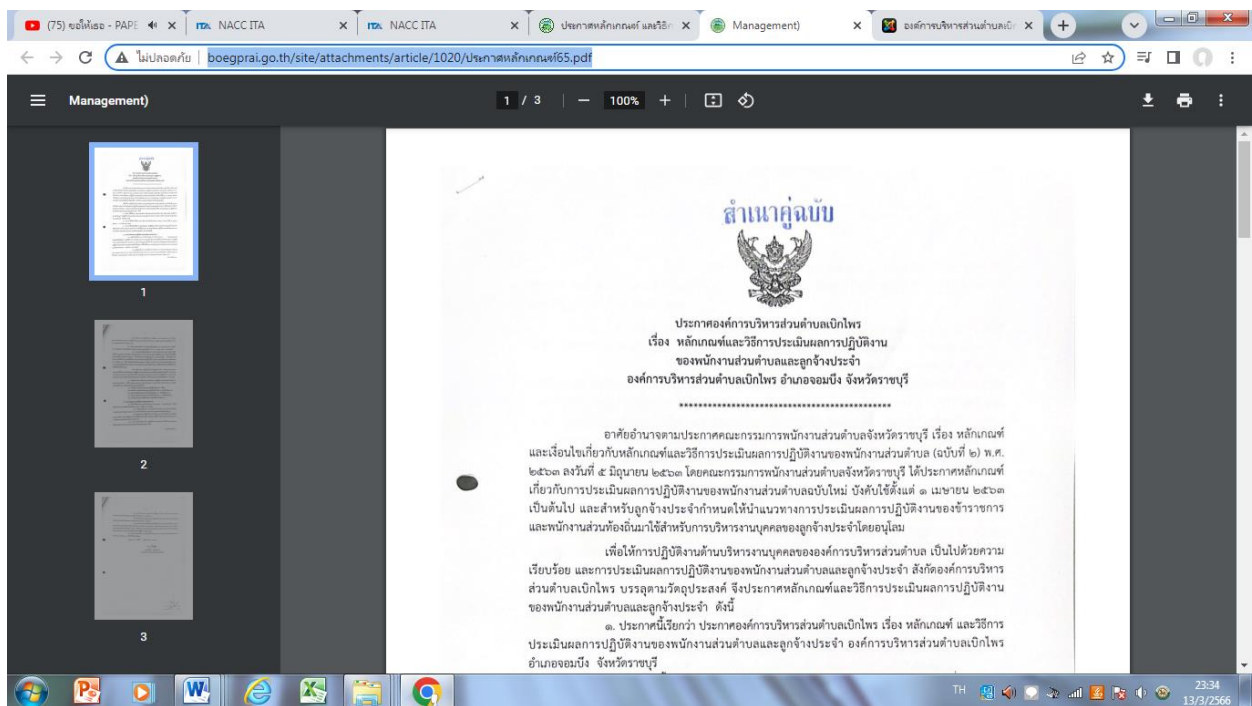 (75) ขอให้เธอ - PAPE
NACC ITA
NACC ITA
ประกาศหลักเกณฑ์ และวิธีก
Management)
องค์การบริหารส่วนตำบลเบิก
ไม่ปลอดภัย
boegprai.go.th/site/attachments/article/1020/ประกาศหลักเกณฑ์65.pdf
Management)
1 / 3
100%
1
2
3
สำเนาคู่ฉบับ
ประกาศองค์การบริหารส่วนตำบลเบิกไพร
เรื่อง หลักเกณฑ์และวิธีการประเมินผลการปฏิบัติงาน
ของพนักงานส่วนตำบลและลูกจ้างประจำ
องค์การบริหารส่วนตำบลเบิกไพร อำเภอจอมบึง จังหวัดราชบุรี
********************************************
อาศัยอำนาจตามประกาศคณะกรรมการพนักงานส่วนตำบลจังหวัดราชบุรี เรื่อง หลักเกณฑ์
และเงื่อนไขเกี่ยวกับหลักเกณฑ์และวิธีการประเมินผลการปฏิบัติงานของพนักงานส่วนตำบล (ฉบับที่ ๒) พ.ศ.
๒๕๖๓ ลงวันที่ ๕ มิถุนายน ๒๕๖๓ โดยคณะกรรมการพนักงานส่วนตำบลจังหวัดราชบุรี ได้ประกาศหลักเกณฑ์
เกี่ยวกับการประเมินผลการปฏิบัติงานของพนักงานส่วนตำบลฉบับใหม่ บังคับใช้ตั้งแต่ ๑ เมษายน ๒๕๖๓
เป็นต้นไป และสำหรับลูกจ้างประจำกำหนดให้นำแนวทางการประเมินผลการปฏิบัติงานของข้าราชการ
และพนักงานส่วนท้องถิ่นมาใช้สำหรับการบริหารงานบุคคลของลูกจ้างประจำโดยอนุโลม
เพื่อให้การปฏิบัติงานด้านบริหารงานบุคคลขององค์การบริหารส่วนตำบล เป็นไปด้วยความ
เรียบร้อย และการประเมินผลการปฏิบัติงานของพนักงานส่วนตำบลและลูกจ้างประจำ สังกัดองค์การบริหาร
ส่วนตำบลเบิกไพร บรรลุตามวัตถุประสงค์ จึงประกาศหลักเกณฑ์และวิธีการประเมินผลการปฏิบัติงาน
ของพนักงานส่วนตำบลและลูกจ้างประจำ ดังนี้
๑. ประกาศนี้เรียกว่า ประกาศองค์การบริหารส่วนตำบลเบิกไพร เรื่อง หลักเกณฑ์ และวิธีการ
ประเมินผลการปฏิบัติงานของพนักงานส่วนตำบลและลูกจ้างประจำ องค์การบริหารส่วนตำบลเบิกไพร
อำเภอจอมบึง จังหวัดราชบุรี
TH
23:34
13/3/2566